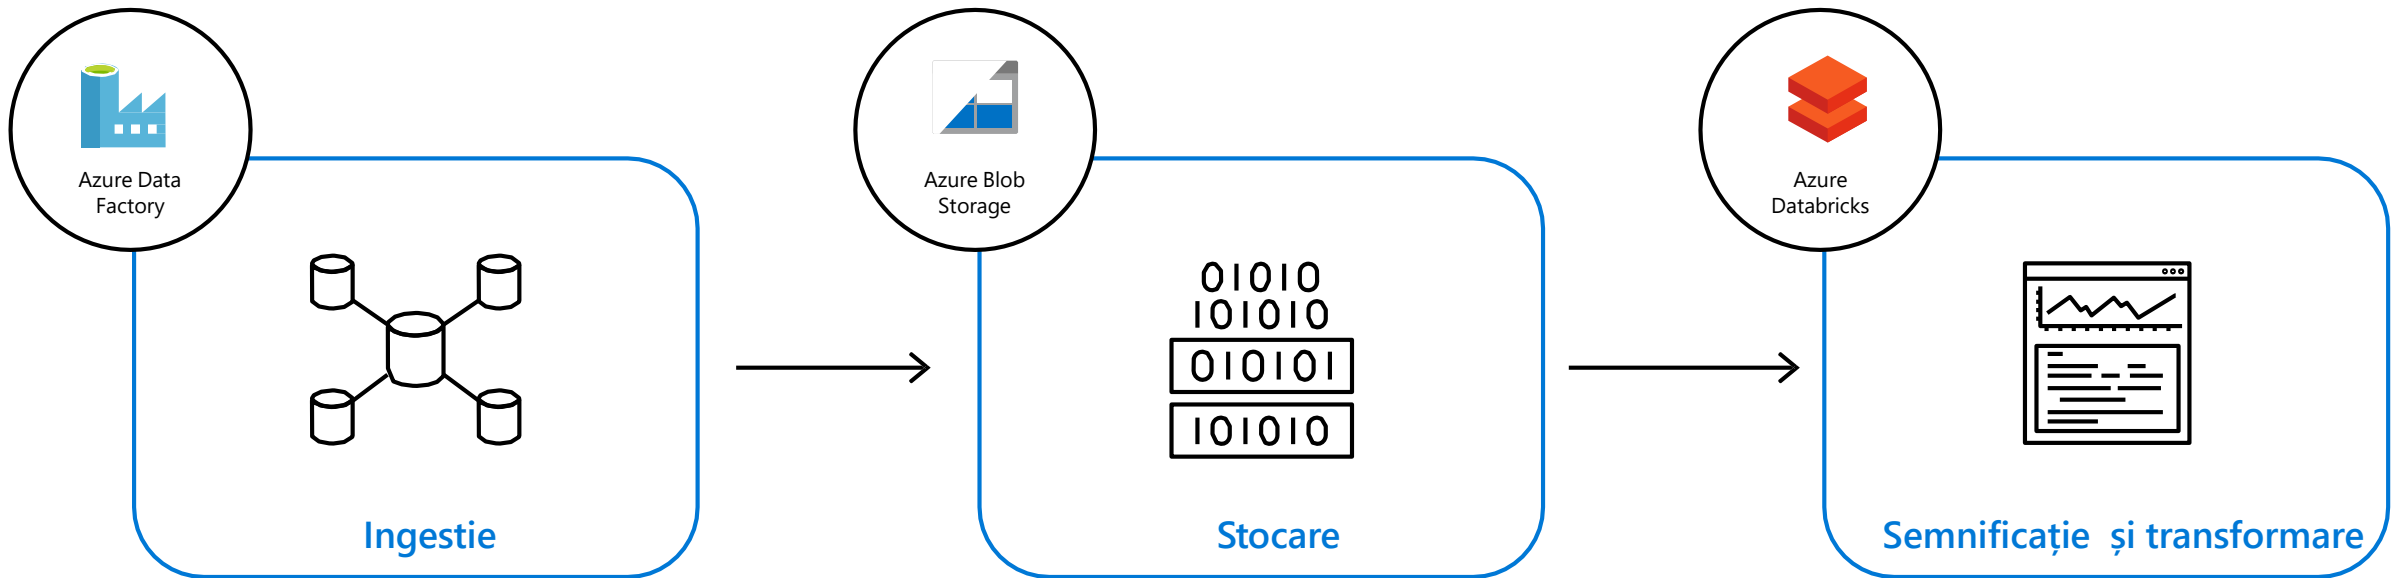 Azure Data
Factory
Azure Blob
Storage
Azure
Databricks
01010
101010
010101
101010
Ingestie
Stocare
Semnificație și transformare